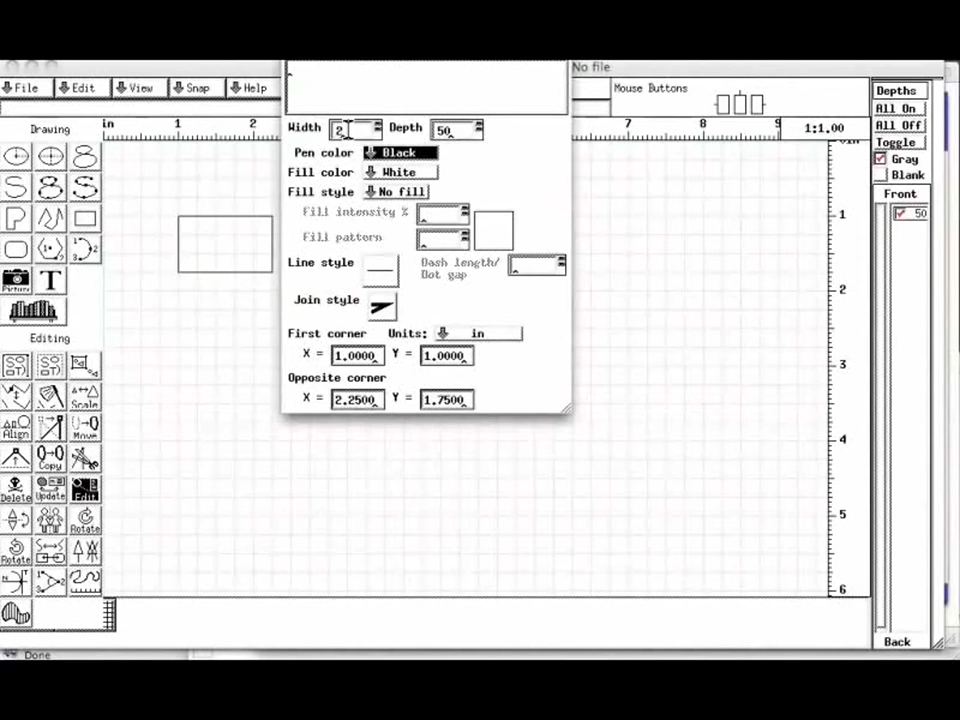 No file
File Edit View Snap Help
Mouse Buttons
Depths
All On
All Off
Toggle
Gray
Blank
Front
50
Back
Drawing
in 1 2 7 8 9
1:1.00
1
2
3
4
5
6
Width 2 Depth 50
Pen color Black
Fill color White
Fill style No fill
Fill intensity %
Fill pattern
Line style Dash length/
Dot gap
Join style
First corner Units: in
X = 1.0000 Y = 1.0000
Opposite corner
X = 2.2500 Y = 1.7500
Picture T
Editing
Scale
Align Move
Copy
Delete Update Edit
Rotate
Rotate
Done